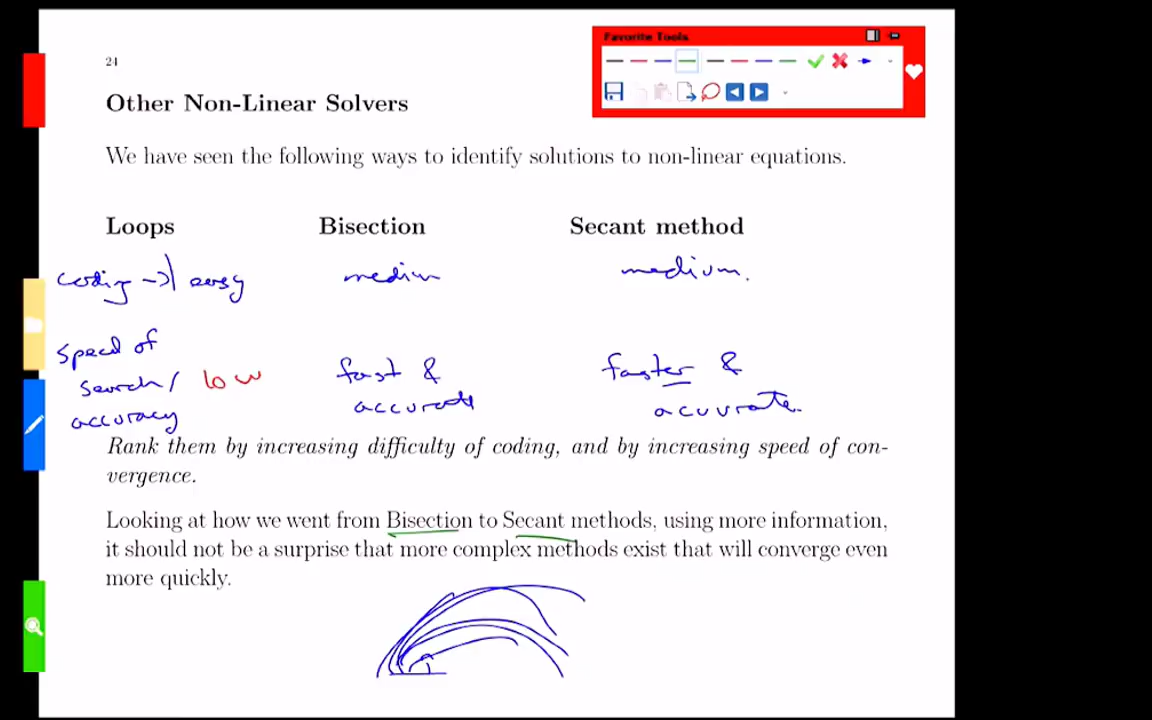 Favorite Tools
24
Other Non-Linear Solvers
We have seen the following ways to identify solutions to non-linear equations.
Loops Bisection Secant method
coding → easy medium medium.
Speed of
search/ low fast & faster &
accuracy accurate accurate.
Rank them by increasing difficulty of coding, and by increasing speed of con-
vergence.
Looking at how we went from Bisection to Secant methods, using more information,
it should not be a surprise that more complex methods exist that will converge even
more quickly.